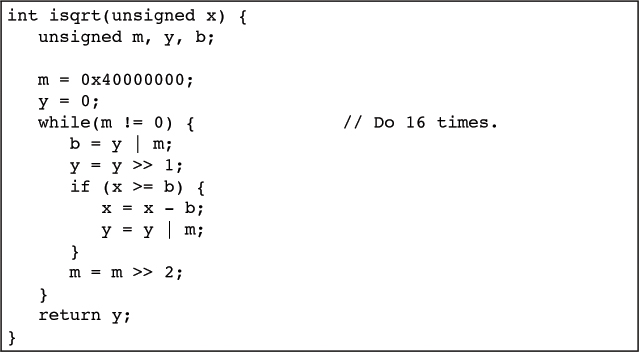 int isqrt(unsigned x) {
   unsigned m, y, b;

   m = 0x40000000;
   y = 0;
   while(m != 0) {              // Do 16 times.
      b = y | m;
      y = y >> 1;
      if (x >= b) {
         x = x - b;
         y = y | m;
      }
      m = m >> 2;
   }
   return y;
}